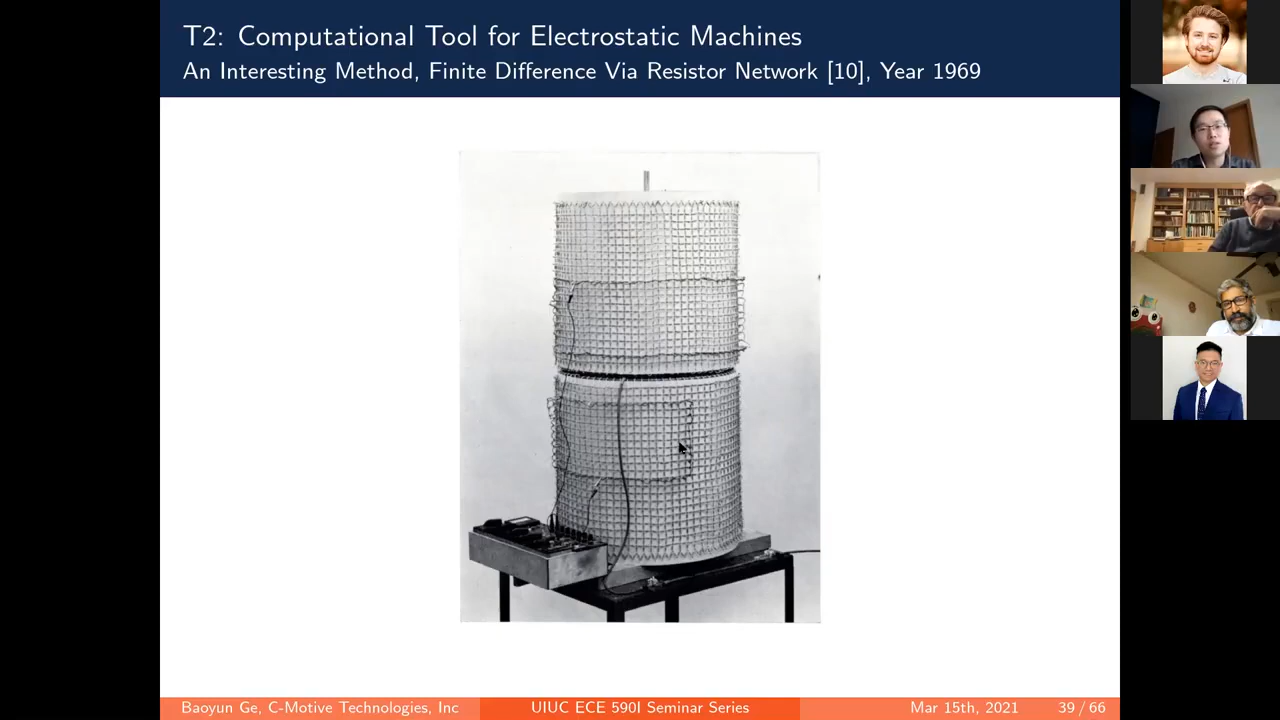 T2: Computational Tool for Electrostatic Machines
An Interesting Method, Finite Difference Via Resistor Network [10], Year 1969
Baoyun Ge, C-Motive Technologies, Inc
UIUC ECE 590I Seminar Series
Mar 15th, 2021
39 / 66